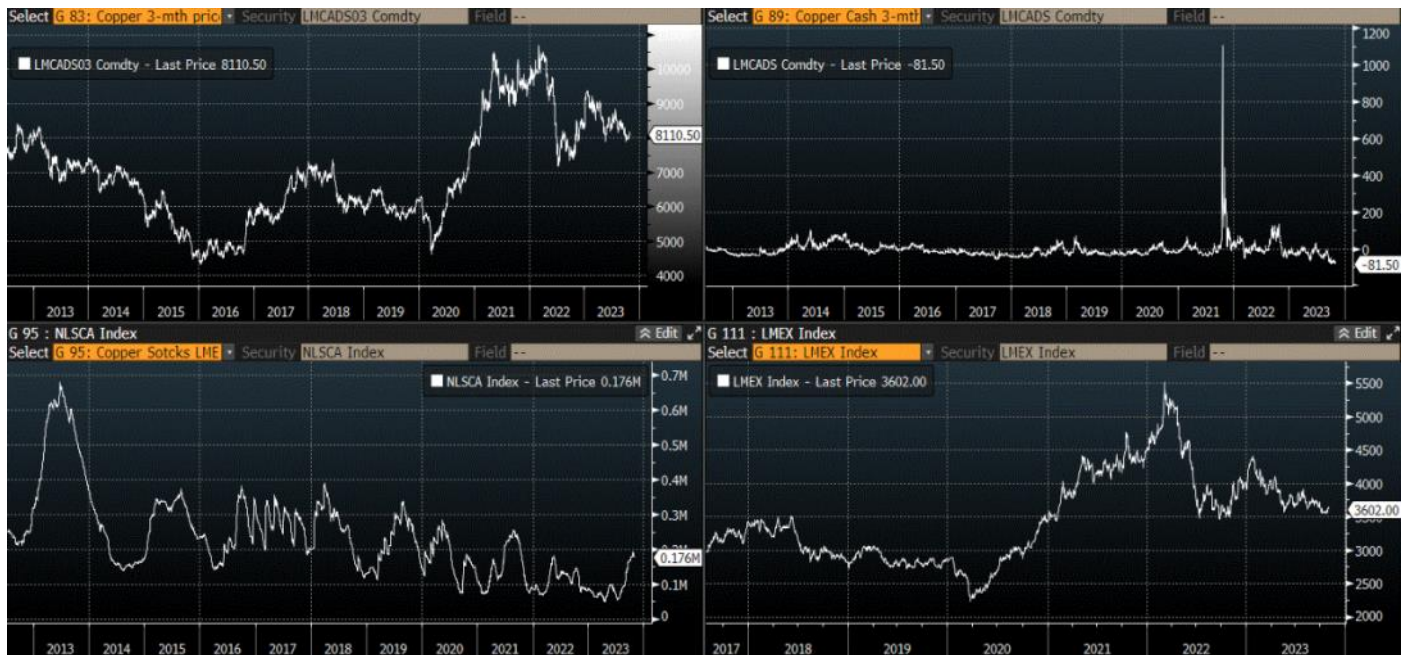 Select G 83: Copper 3-mth pric Security LMCADS03 Comdty Field --
LMCADS03 Comdty - Last Price 8110.50
10000
9000
8110.50
7000
6000
5000
4000
2013 2014 2015 2016 2017 2018 2019 2020 2021 2022 2023
Select G 89: Copper Cash 3-mth Security LMCADS Comdty Field --
LMCADS Comdty - Last Price -81.50
1200
1000
800
600
400
200
0
-81.50
2013 2014 2015 2016 2017 2018 2019 2020 2021 2022 2023
G 95 : NLSCA Index Edit
Select G 95: Copper Sotcks LME Security NLSCA Index Field --
NLSCA Index - Last Price 0.176M
0.7M
0.6M
0.5M
0.4M
0.3M
0.176M
0.1M
0
2013 2014 2015 2016 2017 2018 2019 2020 2021 2022 2023
G 111 : LMEX Index Edit
Select G 111: LMEX Index Security LMEX Index Field --
LMEX Index - Last Price 3602.00
5500
5000
4500
4000
3602.00
3500
3000
2500
2000
2017 2018 2019 2020 2021 2022 2023